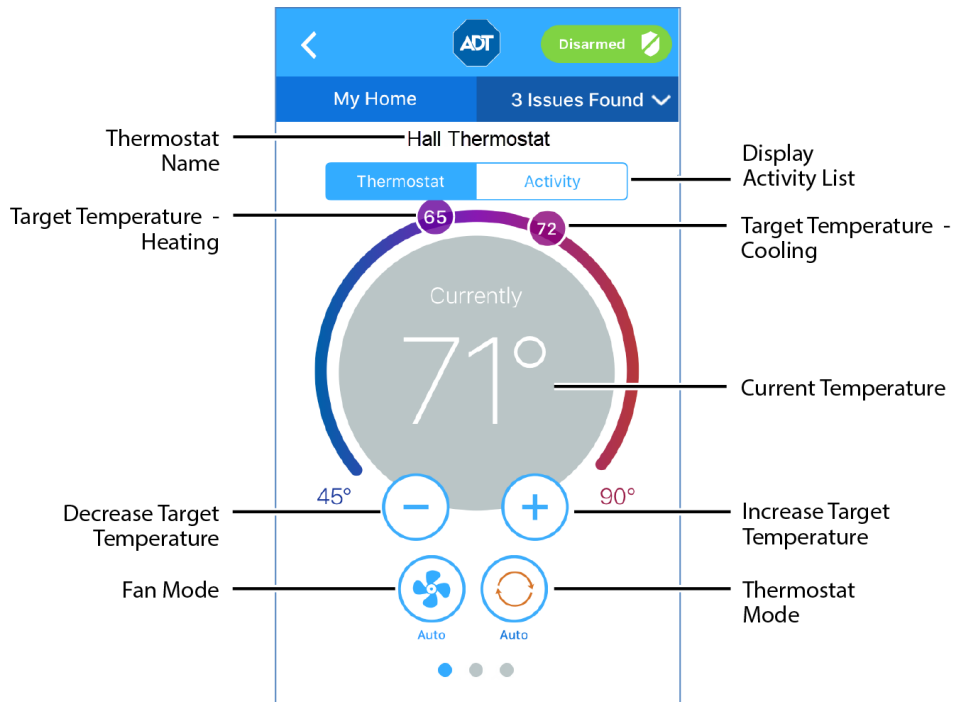 ADT
Disarmed
My Home
3 Issues Found
Thermostat
Name
Hall Thermostat
Display
Activity List
Thermostat
Activity
Target Temperature -
Heating
65
72
Target Temperature -
Cooling
Currently
71°
Current Temperature
45°
90°
Decrease Target
Temperature
−
+
Increase Target
Temperature
Fan Mode
Thermostat
Mode
Auto
Auto